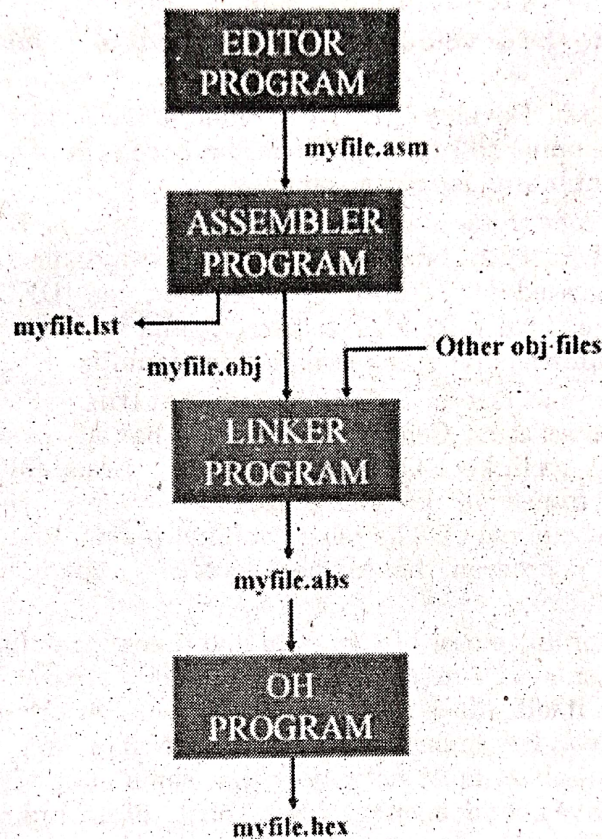 EDITOR
PROGRAM
myfile.asm
ASSEMBLER
PROGRAM
myfile.lst
myfile.obj
Other obj files
LINKER
PROGRAM
myfile.abs
OH
PROGRAM
myfile.hex